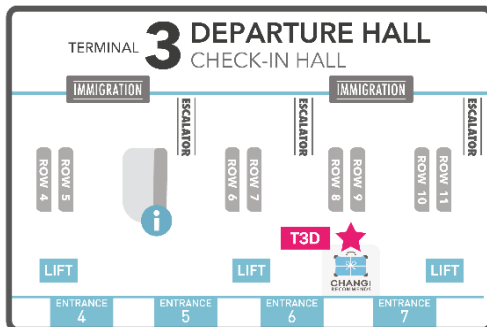 TERMINAL 3 DEPARTURE HALL
CHECK-IN HALL
IMMIGRATION
IMMIGRATION
ESCALATOR
ESCALATOR
ESCALATOR
ROW 4
ROW 5
ROW 6
ROW 7
ROW 8
ROW 9
ROW 10
ROW 11
i
T3D
LIFT
LIFT
CHANGI
RECOMMENDS
LIFT
ENTRANCE
4
ENTRANCE
5
ENTRANCE
6
ENTRANCE
7